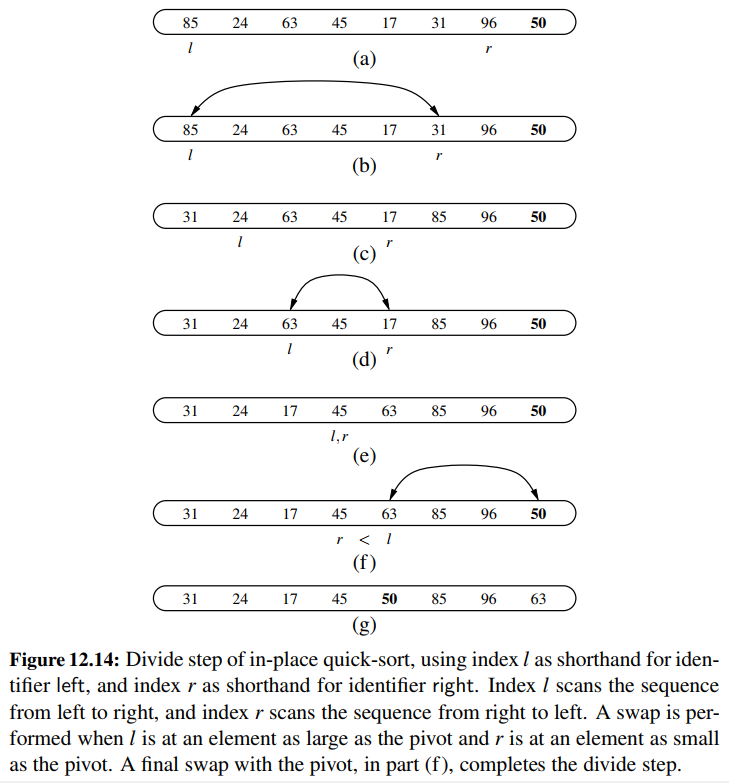 85 24 63 45 17 31 96 50
l r
(a)
85 24 63 45 17 31 96 50
l r
(b)
31 24 63 45 17 85 96 50
l r
(c)
31 24 63 45 17 85 96 50
l r
(d)
31 24 17 45 63 85 96 50
l,r
(e)
31 24 17 45 63 85 96 50
r < l
(f)
31 24 17 45 50 85 96 63
(g)
Figure 12.14: Divide step of in-place quick-sort, using index l as shorthand for iden-
tifier left, and index r as shorthand for identifier right. Index l scans the sequence
from left to right, and index r scans the sequence from right to left. A swap is per-
formed when l is at an element as large as the pivot and r is at an element as small
as the pivot. A final swap with the pivot, in part (f), completes the divide step.